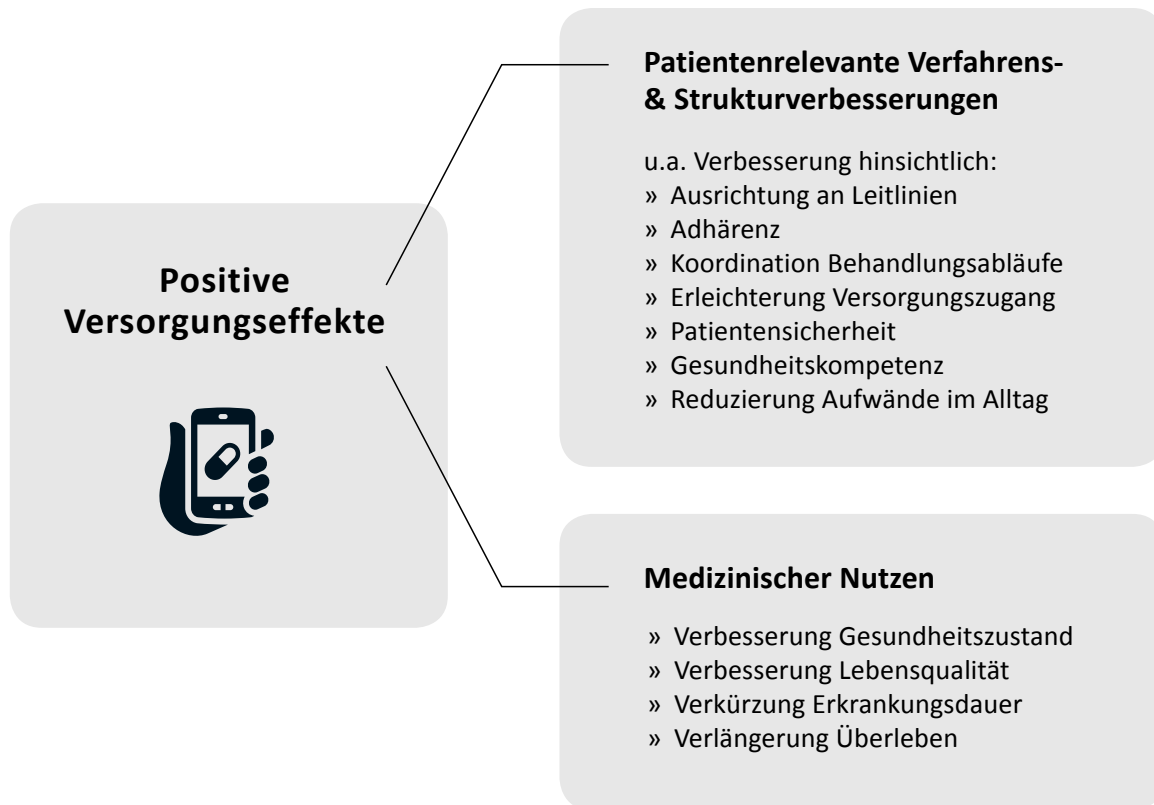 Positive
Versorgungseffekte
Patientenrelevante Verfahrens-
& Strukturverbesserungen
u.a. Verbesserung hinsichtlich:
» Ausrichtung an Leitlinien
» Adhärenz
» Koordination Behandlungsabläufe
» Erleichterung Versorgungszugang
» Patientensicherheit
» Gesundheitskompetenz
» Reduzierung Aufwände im Alltag
Medizinischer Nutzen
» Verbesserung Gesundheitszustand
» Verbesserung Lebensqualität
» Verkürzung Erkrankungsdauer
» Verlängerung Überleben